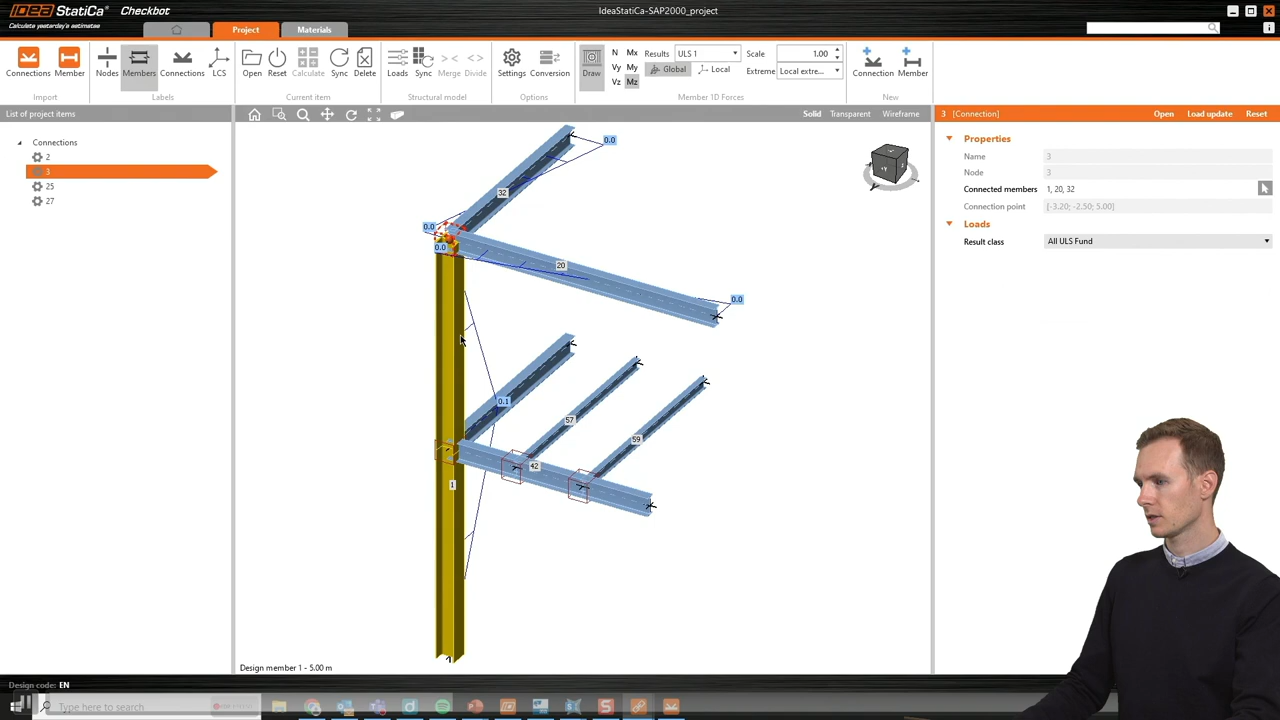 IDEA StatiCa® Checkbot
Calculate yesterday's estimates
IdeaStatiCa-SAP2000_project
Project Materials
Connections Member Nodes Members Connections LCS Open Reset Calculate Sync Delete Loads Sync Merge Divide Settings Conversion Draw N Mx Vy My Vz Mz Results ULS 1 Scale 1.00 Global Local Extreme Local extre... Connection Member
Import Labels Current item Structural model Options Member 1D Forces New
List of project items
Connections
2
3
25
27
Solid Transparent Wireframe
0.0
32
0.0
0.0
20
0.0
0.1
57
59
42
1
+Y
Design member 1 - 5.00 m
3 [Connection] Open Load update Reset
Properties
Name 3
Node 3
Connected members 1, 20, 32
Connection point {-3.20; -2.50; 5.00}
Loads
Result class All ULS Fund
Design code: EN
Type here to search